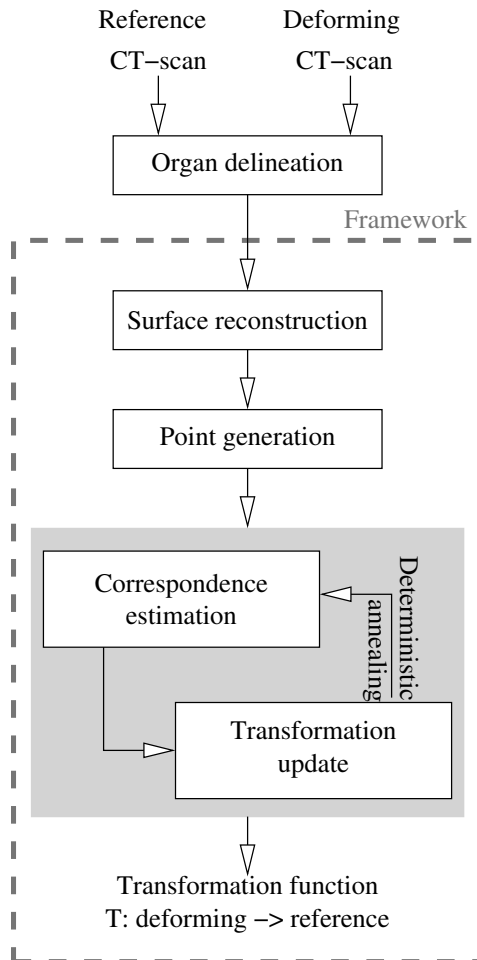 Reference
CT−scan
Deforming
CT−scan
Organ delineation
Framework
Surface reconstruction
Point generation
Correspondence
estimation
Deterministic
annealing
Transformation
update
Transformation function
T: deforming −> reference